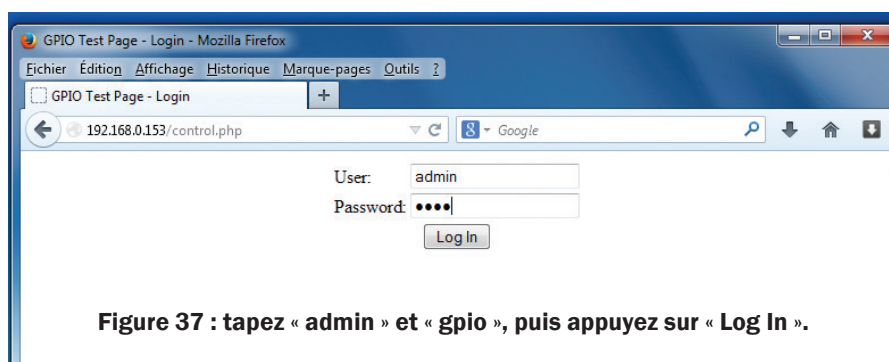 GPIO Test Page - Login - Mozilla Firefox
Fichier Édition Affichage Historique Marque-pages Outils ?
GPIO Test Page - Login +
192.168.0.153/control.php 8 Google
User: admin
Password: ••••
Log In
Figure 37 : tapez « admin » et « gpio », puis appuyez sur « Log In ».